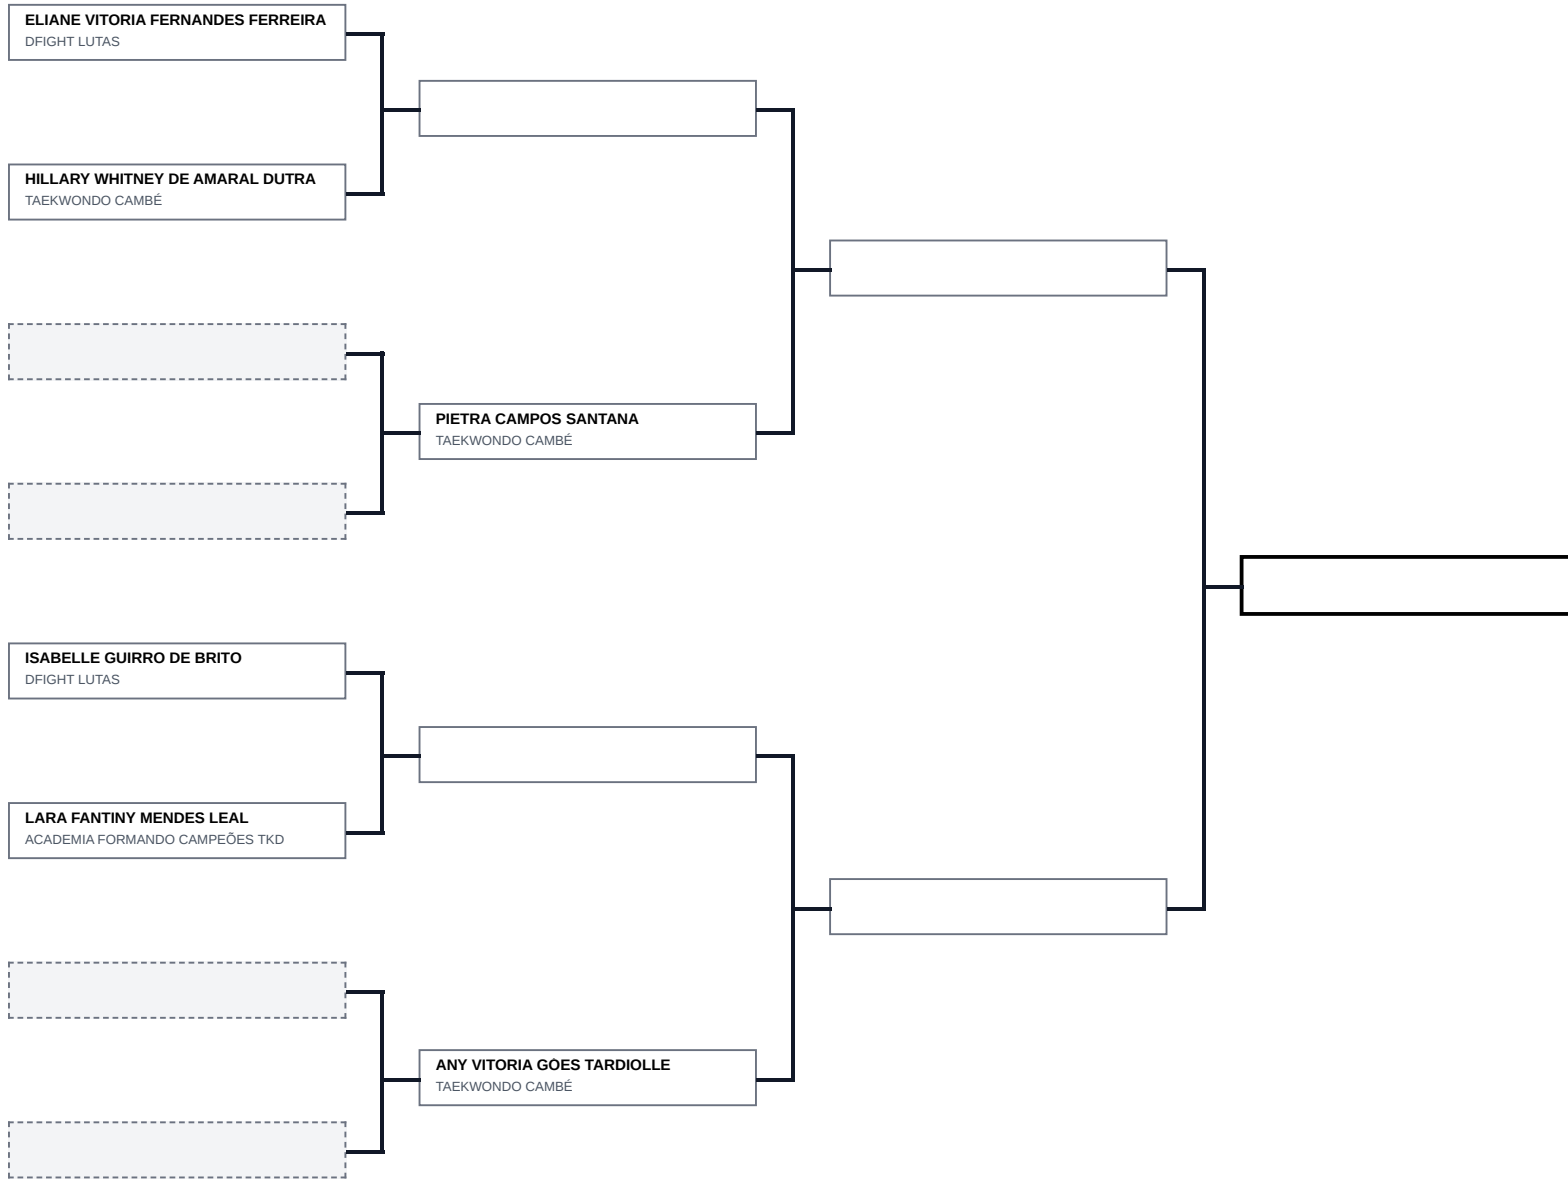 ELIANE VITORIA FERNANDES FERREIRA
DFIGHT LUTAS
HILLARY WHITNEY DE AMARAL DUTRA
TAEKWONDO CAMBÉ
PIETRA CAMPOS SANTANA
TAEKWONDO CAMBÉ
ISABELLE GUIRRO DE BRITO
DFIGHT LUTAS
LARA FANTINY MENDES LEAL
ACADEMIA FORMANDO CAMPEÕES TKD
ANY VITORIA GÓES TARDIOLLE
TAEKWONDO CAMBÉ